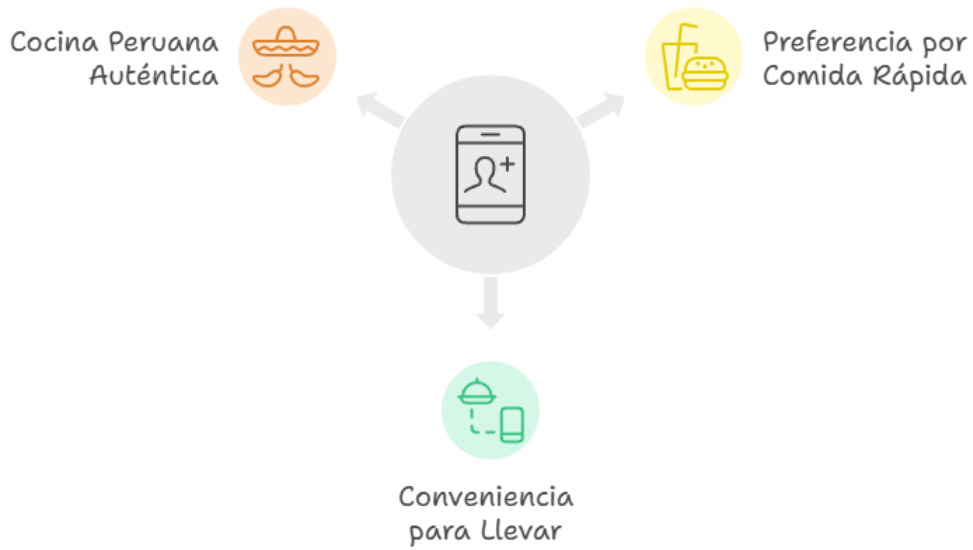 Cocina Peruana
Auténtica
Preferencia por
Comida Rápida
Conveniencia
para Llevar